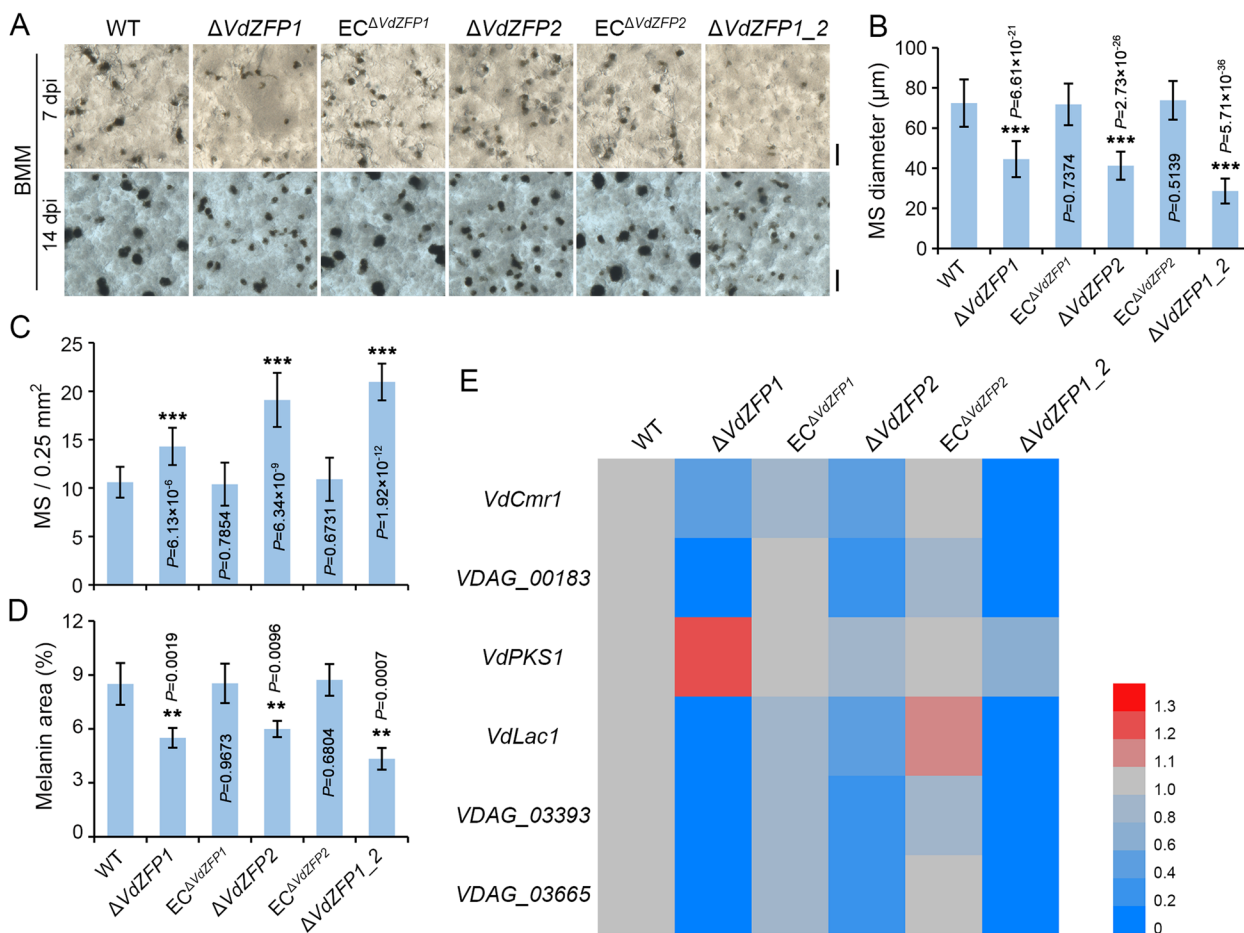 A
WT ΔVdZFP1 EC^ΔVdZFP1 ΔVdZFP2 EC^ΔVdZFP2 ΔVdZFP1_2
BMM
7 dpi
14 dpi
B
MS diameter (μm)
100
80
60
40
20
0
P=6.61×10^-21
P=2.73×10^-26
P=5.71×10^-36
*** *** ***
P=0.7374
P=0.5139
WT ΔVdZFP1 EC^ΔVdZFP1 ΔVdZFP2 EC^ΔVdZFP2 ΔVdZFP1_2
C
MS / 0.25 mm²
25
20
15
10
5
0
*** *** ***
P=6.13×10^-6
P=0.7854
P=6.34×10^-9
P=0.6731
P=1.92×10^-12
D
Melanin area (%)
12
9
6
3
0
P=0.0019
P=0.0096
P=0.0007
** ** **
P=0.9673
P=0.6804
WT ΔVdZFP1 EC^ΔVdZFP1 ΔVdZFP2 EC^ΔVdZFP2 ΔVdZFP1_2
E
WT ΔVdZFP1 EC^ΔVdZFP1 ΔVdZFP2 EC^ΔVdZFP2 ΔVdZFP1_2
VdCmr1
VDAG_00183
VdPKS1
VdLac1
VDAG_03393
VDAG_03665
1.3
1.2
1.1
1.0
0.8
0.6
0.4
0.2
0